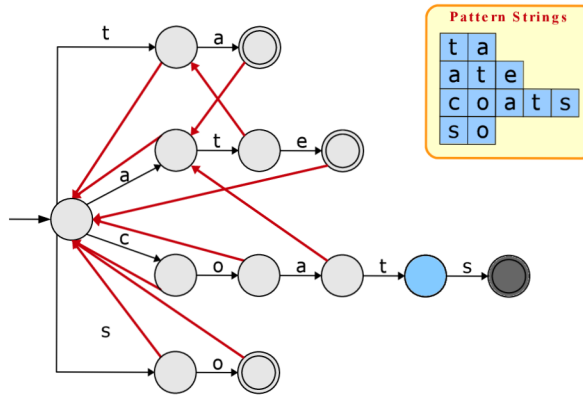 Pattern Strings
t a
a t e
c o a t s
s o
t a
a t e
c o a t s
s o